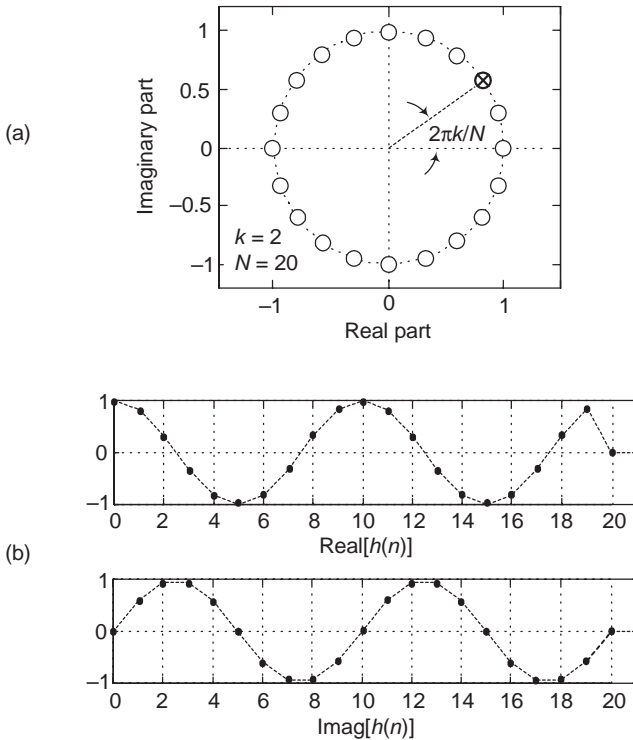 (a)
Imaginary part
1
0.5
0
−0.5
−1
2πk/N
k = 2
N = 20
−1 0 1
Real part
(b)
1
0
−1
0 2 4 6 8 10 12 14 16 18 20
Real[h(n)]
1
0
−1
0 2 4 6 8 10 12 14 16 18 20
Imag[h(n)]